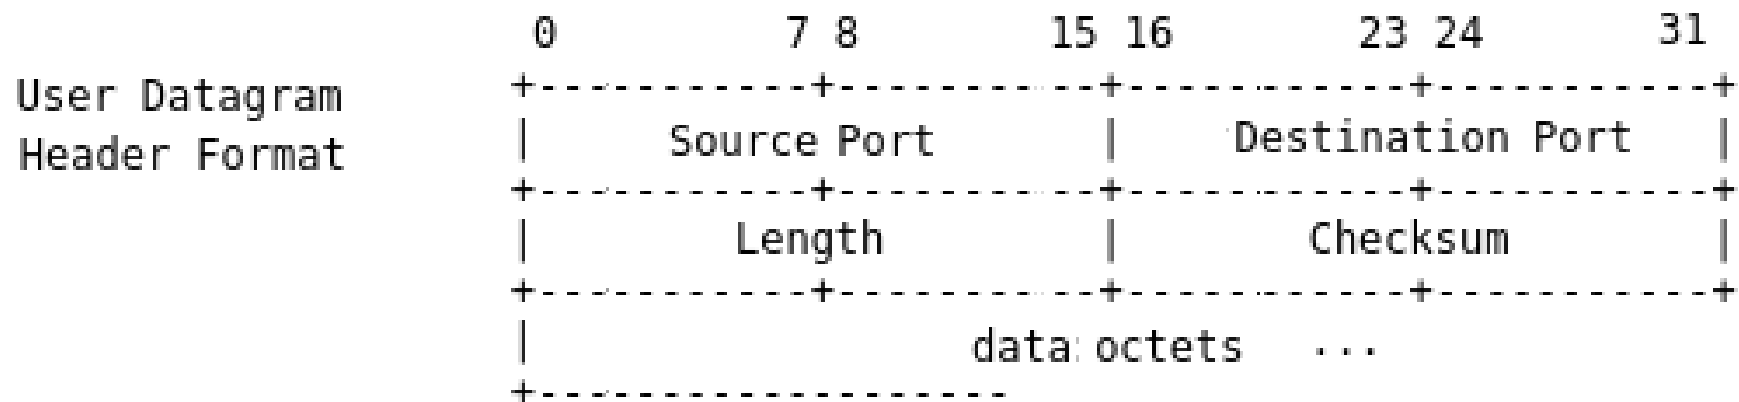 0 7 8 15 16 23 24 31
User Datagram
Header Format
Source Port Destination Port
Length Checksum
data octets ...